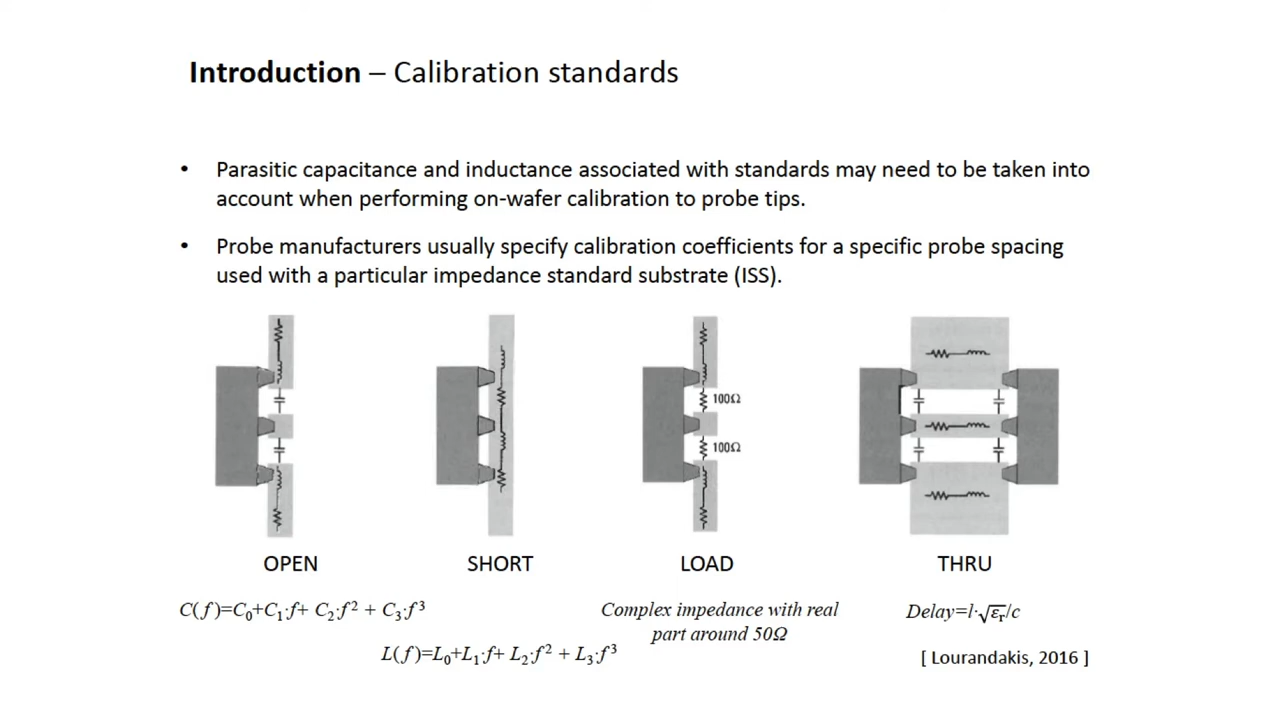 Introduction – Calibration standards
• Parasitic capacitance and inductance associated with standards may need to be taken into
account when performing on-wafer calibration to probe tips.
• Probe manufacturers usually specify calibration coefficients for a specific probe spacing
used with a particular impedance standard substrate (ISS).
100Ω
100Ω
OPEN
SHORT
LOAD
THRU
C(f)=C₀+C₁·f+ C₂·f² + C₃·f³
L(f)=L₀+L₁·f+ L₂·f² + L₃·f³
Complex impedance with real
part around 50Ω
Delay=l·√εᵣ/c
[ Lourandakis, 2016 ]